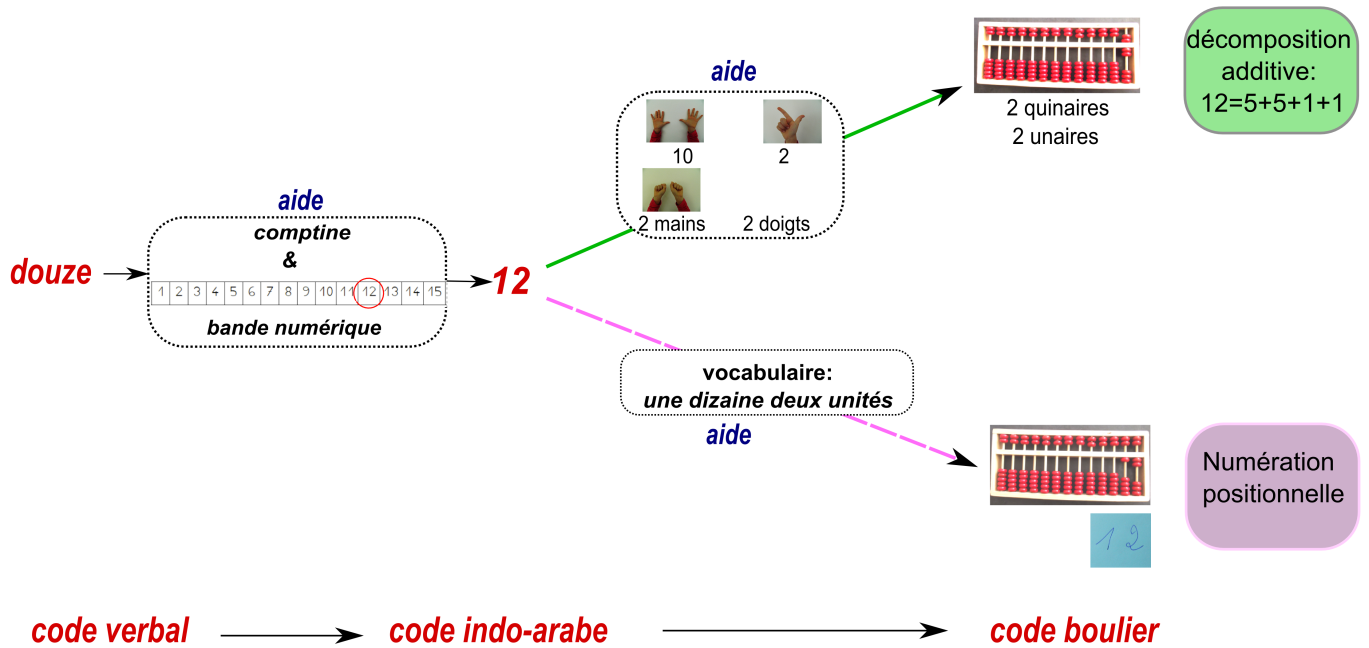 douze
aide
comptine
&
1 2 3 4 5 6 7 8 9 10 11 12 13 14 15
bande numérique
12
aide
10 2
2 mains 2 doigts
2 quinaires
2 unaires
décomposition
additive:
12=5+5+1+1
vocabulaire:
une dizaine deux unités
aide
1 2
Numération
positionnelle
code verbal
code indo-arabe
code boulier